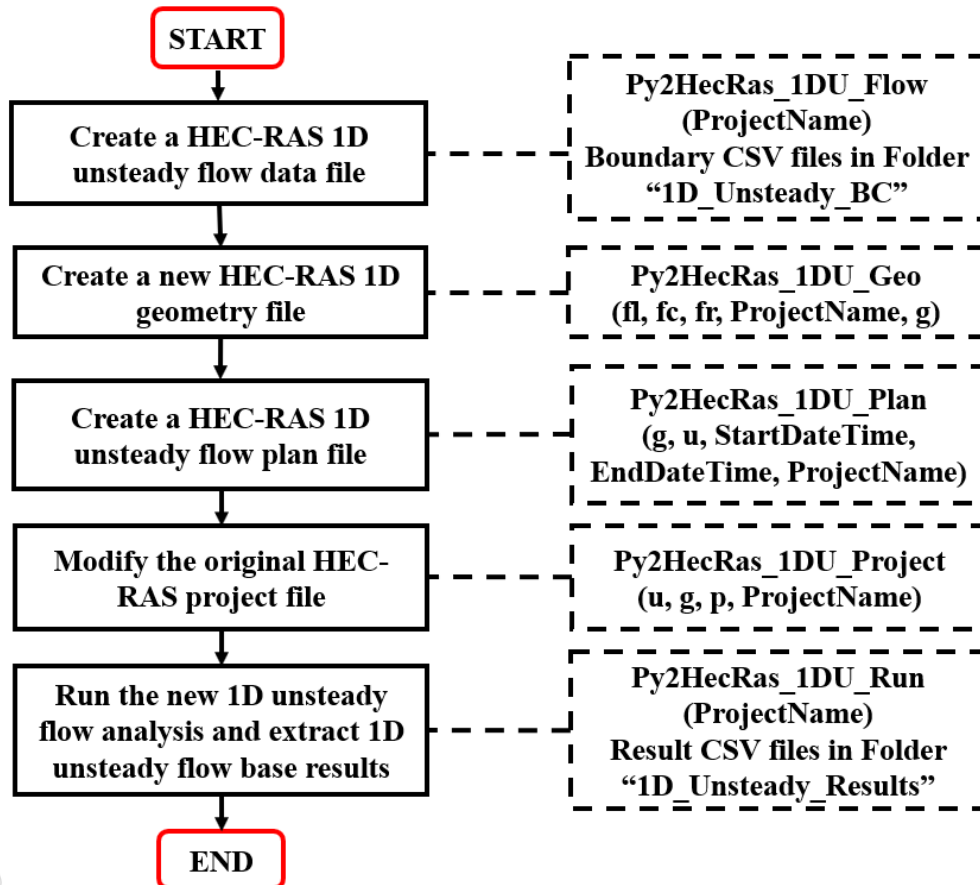 START
Create a HEC-RAS 1D
unsteady flow data file
Py2HecRas_1DU_Flow
(ProjectName)
Boundary CSV files in Folder
“1D_Unsteady_BC”
Create a new HEC-RAS 1D
geometry file
Py2HecRas_1DU_Geo
(fl, fc, fr, ProjectName, g)
Create a HEC-RAS 1D
unsteady flow plan file
Py2HecRas_1DU_Plan
(g, u, StartDateTime,
EndDateTime, ProjectName)
Modify the original HEC-
RAS project file
Py2HecRas_1DU_Project
(u, g, p, ProjectName)
Run the new 1D unsteady
flow analysis and extract 1D
unsteady flow base results
Py2HecRas_1DU_Run
(ProjectName)
Result CSV files in Folder
“1D_Unsteady_Results”
END